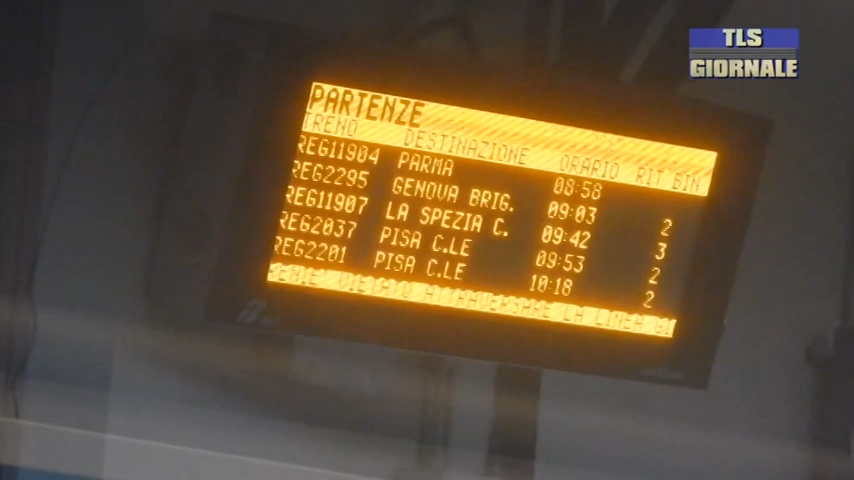 TLS
GIORNALE
PARTENZE
TRENO DESTINAZIONE ORARIO RIT BIN
REG11904 PARMA 08:58
REG2295 GENOVA BRIG. 09:03 2
REG11907 LA SPEZIA C. 09:42 3
REG2037 PISA C.LE 09:53 2
REG2201 PISA C.LE 10:18 2
VIETATO ATTRAVERSARE LA LINEA